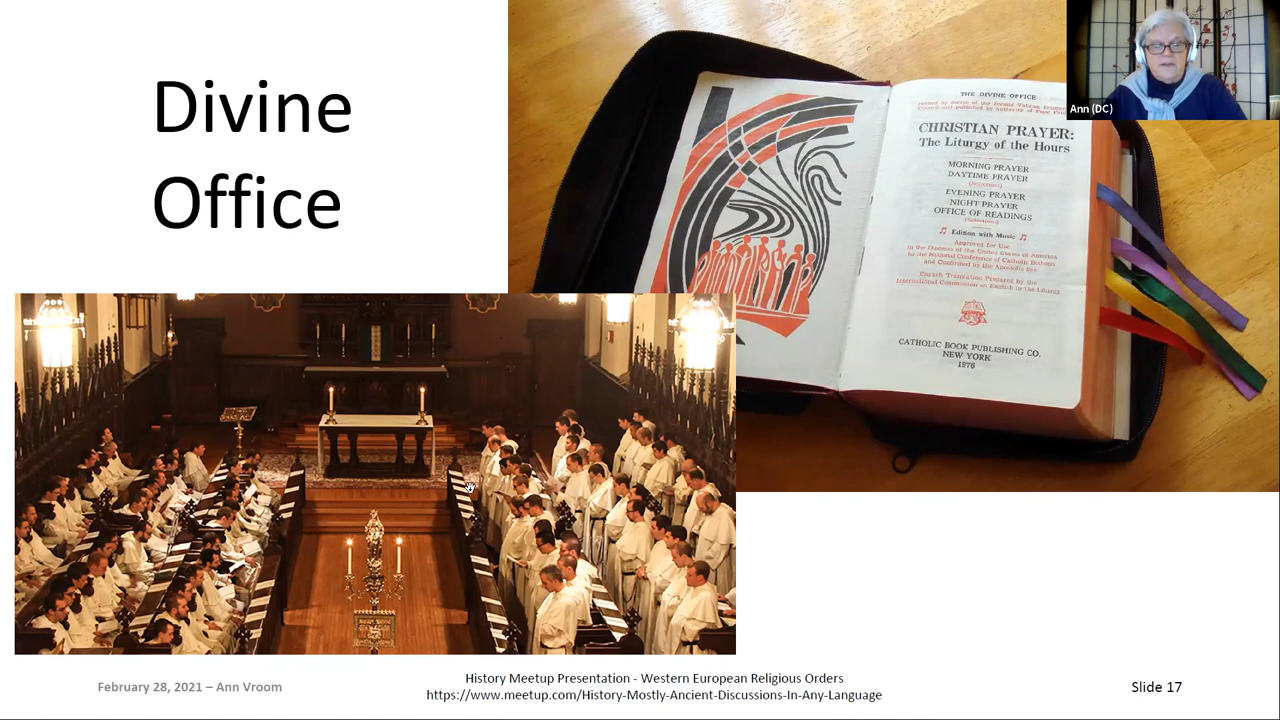 Divine
Office
THE DIVINE OFFICE
CHRISTIAN PRAYER:
The Liturgy of the Hours
MORNING PRAYER
DAYTIME PRAYER
(Selections)
EVENING PRAYER
NIGHT PRAYER
OFFICE OF READINGS
(Selections)
Edition with Music
Approved for Use
in the Dioceses of the United States of America
by the National Conference of Catholic Bishops
and Confirmed by the Apostolic See
English Translation Prepared by the
International Commission on English in the Liturgy
CATHOLIC BOOK PUBLISHING CO.
NEW YORK
1976
Ann (DC)
February 28, 2021 – Ann Vroom
History Meetup Presentation - Western European Religious Orders
https://www.meetup.com/History-Mostly-Ancient-Discussions-In-Any-Language
Slide 17